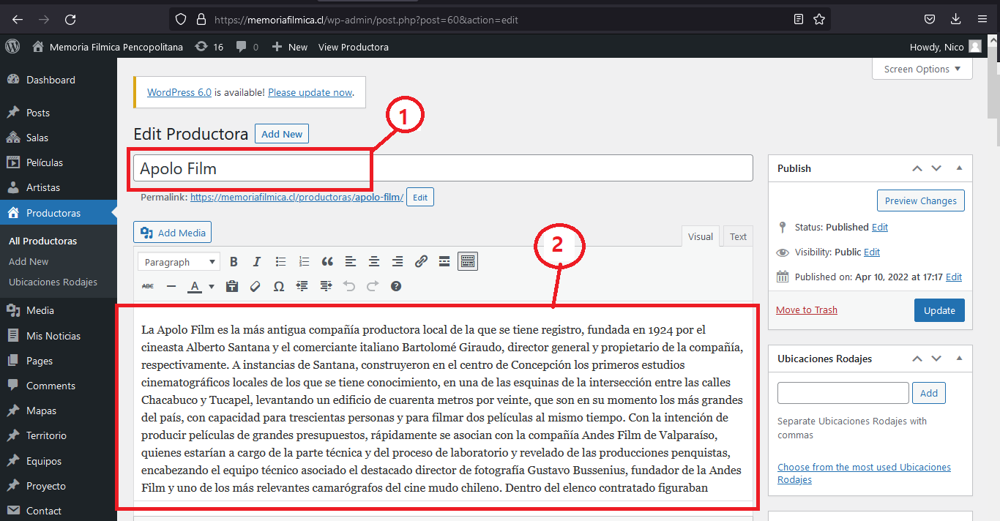 https://memoriafilmica.cl/wp-admin/post.php?post=60&action=edit
Memoria Filmica Pencopolitana 16 0 New View Productora Howdy, Nico
Screen Options
Dashboard
Posts
Salas
Películas
Artistas
Productoras
All Productoras
Add New
Ubicaciones Rodajes
Media
Mis Noticias
Pages
Comments
Mapas
Territorio
Equipos
Proyecto
Contact
WordPress 6.0 is available! Please update now.
1
Edit Productora Add New
Apolo Film
Permalink: https://memoriafilmica.cl/productoras/apolo-film/ Edit
Add Media
Visual Text
2
Paragraph B I
ABC A Ω
La Apolo Film es la más antigua compañía productora local de la que se tiene registro, fundada en 1924 por el
cineasta Alberto Santana y el comerciante italiano Bartolomé Giraudo, director general y propietario de la compañía,
respectivamente. A instancias de Santana, construyeron en el centro de Concepción los primeros estudios
cinematográficos locales de los que se tiene conocimiento, en una de las esquinas de la intersección entre las calles
Chacabuco y Tucapel, levantando un edificio de cuarenta metros por veinte, que son en su momento los más grandes
del país, con capacidad para trescientas personas y para filmar dos películas al mismo tiempo. Con la intención de
producir películas de grandes presupuestos, rápidamente se asocian con la compañía Andes Film de Valparaíso,
quienes estarían a cargo de la parte técnica y del proceso de laboratorio y revelado de las producciones penquistas,
encabezando el equipo técnico asociado el destacado director de fotografía Gustavo Bussenius, fundador de la Andes
Film y uno de los más relevantes camarógrafos del cine mudo chileno. Dentro del elenco contratado figuraban
Publish
Preview Changes
Status: Published Edit
Visibility: Public Edit
Published on: Apr 10, 2022 at 17:17 Edit
Move to Trash Update
Ubicaciones Rodajes
Add
Separate Ubicaciones Rodajes with
commas
Choose from the most used Ubicaciones
Rodajes